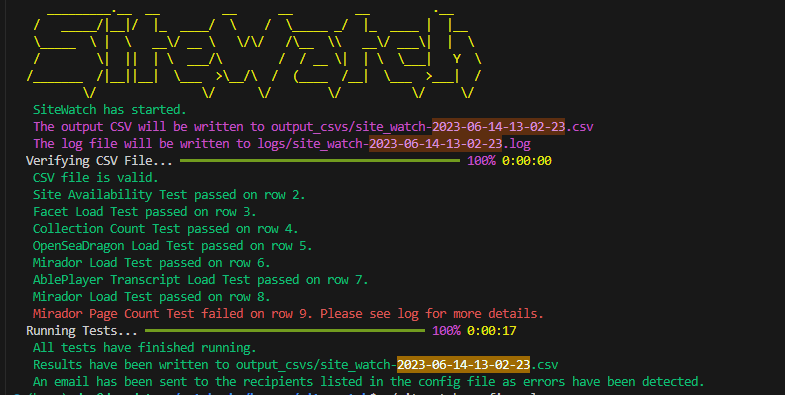 SiteWatch
SiteWatch has started.
The output CSV will be written to output_csvs/site_watch-2023-06-14-13-02-23.csv
The log file will be written to logs/site_watch-2023-06-14-13-02-23.log
Verifying CSV File... 100% 0:00:00
CSV file is valid.
Site Availability Test passed on row 2.
Facet Load Test passed on row 3.
Collection Count Test passed on row 4.
OpenSeaDragon Load Test passed on row 5.
Mirador Load Test passed on row 6.
AblePlayer Transcript Load Test passed on row 7.
Mirador Load Test passed on row 8.
Mirador Page Count Test failed on row 9. Please see log for more details.
Running Tests... 100% 0:00:17
All tests have finished running.
Results have been written to output_csvs/site_watch-2023-06-14-13-02-23.csv
An email has been sent to the recipients listed in the config file as errors have been detected.